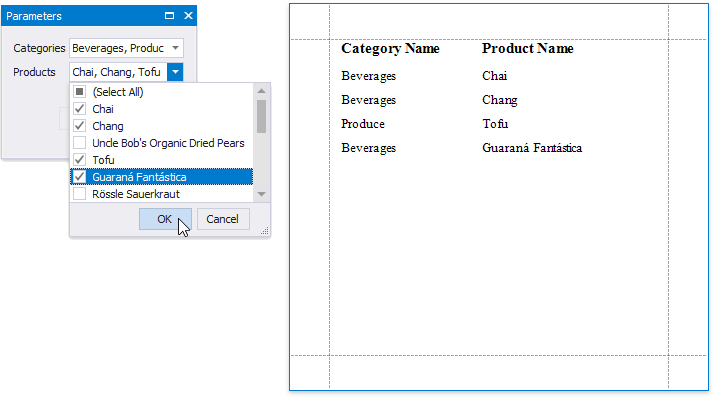 Parameters
Categories Beverages, Produc
Products Chai, Chang, Tofu
(Select All)
Chai
Chang
Uncle Bob's Organic Dried Pears
Tofu
Guaraná Fantástica
Rössle Sauerkraut
OK Cancel
Category Name Product Name
Beverages Chai
Beverages Chang
Produce Tofu
Beverages Guaraná Fantástica